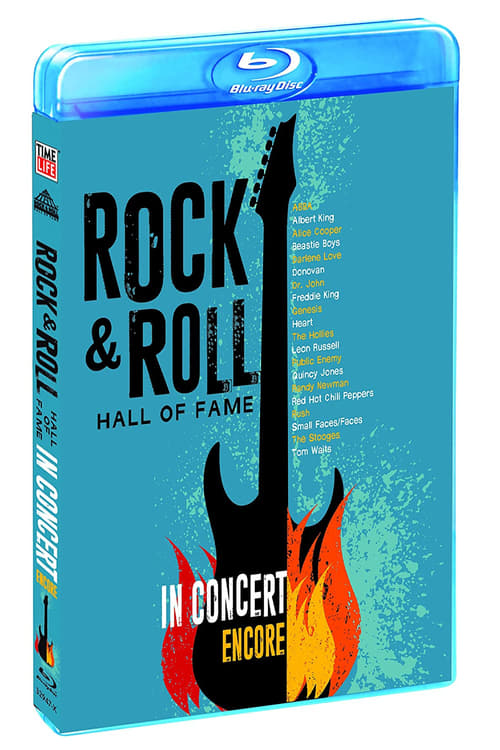 Blu-ray Disc
TIME
LIFE
ROCK & ROLL
HALL
OF
FAME
IN CONCERT
ENCORE
ROCK
& ROLL
HALL OF FAME
Albert King
Alice Cooper
Beastie Boys
Darlene Love
Donovan
Dr. John
Freddie King
Genesis
Heart
The Hollies
Leon Russell
Public Enemy
Quincy Jones
Randy Newman
Red Hot Chili Peppers
Rush
Small Faces/Faces
The Stooges
Tom Waits
IN CONCERT
ENCORE